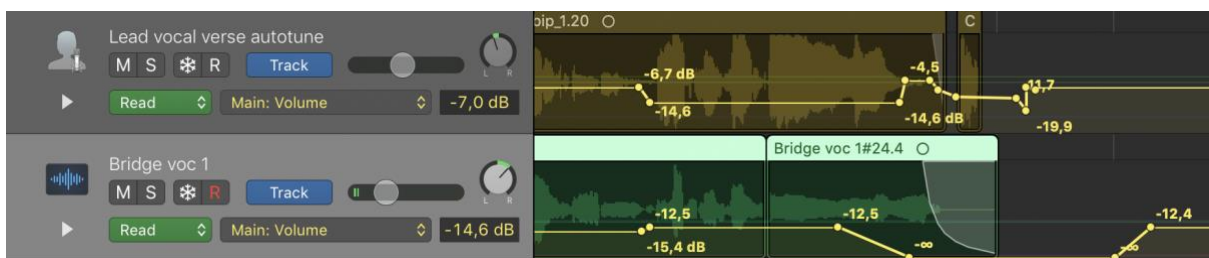 Lead vocal verse autotune
M S R Track
L R
Read Main: Volume -7,0 dB
oip_1.20
C
-6,7 dB
-14,6
-4,5
-14,6 dB
-11,7
-19,9
Bridge voc 1
M S R Track
L R
Read Main: Volume -14,6 dB
Bridge voc 1#24.4
-12,5
-15,4 dB
-12,5
-∞
-∞
-12,4